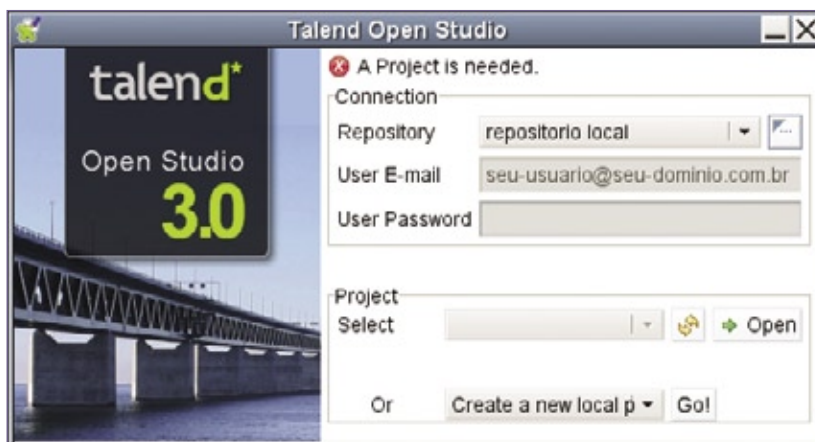 Talend Open Studio
talend*
Open Studio
3.0
A Project is needed.
Connection
Repository repositorio local ...
User E-mail seu-usuario@seu-dominio.com.br
User Password
Project
Select Open
Or Create a new local p Go!